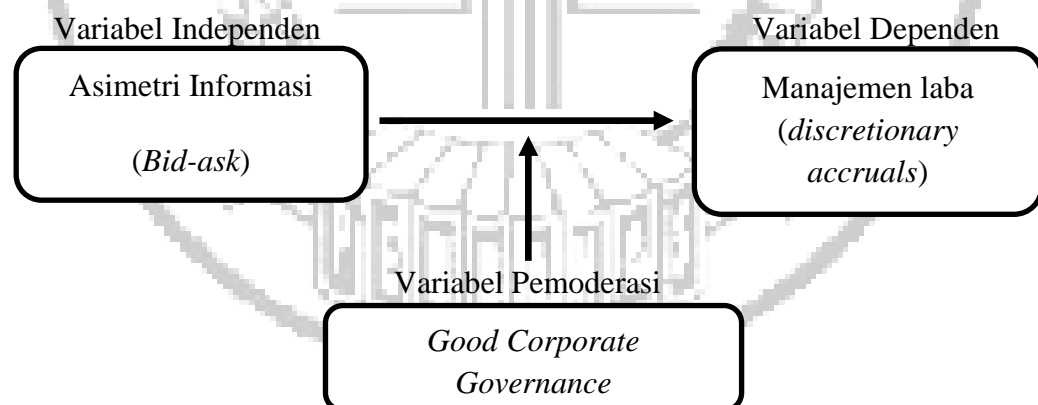 Variabel Independen
Asimetri Informasi
(Bid-ask)
Variabel Dependen
Manajemen laba
(discretionary
accruals)
Variabel Pemoderasi
Good Corporate
Governance